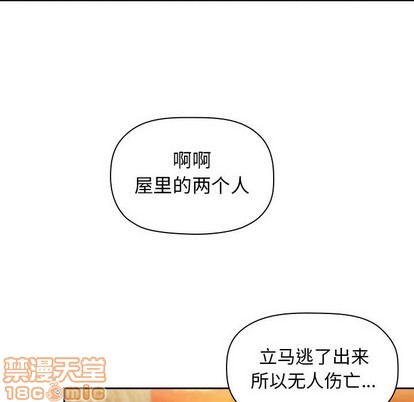 啊啊
屋里的两个人
立马逃了出来
所以无人伤亡...
禁漫天堂
18comic